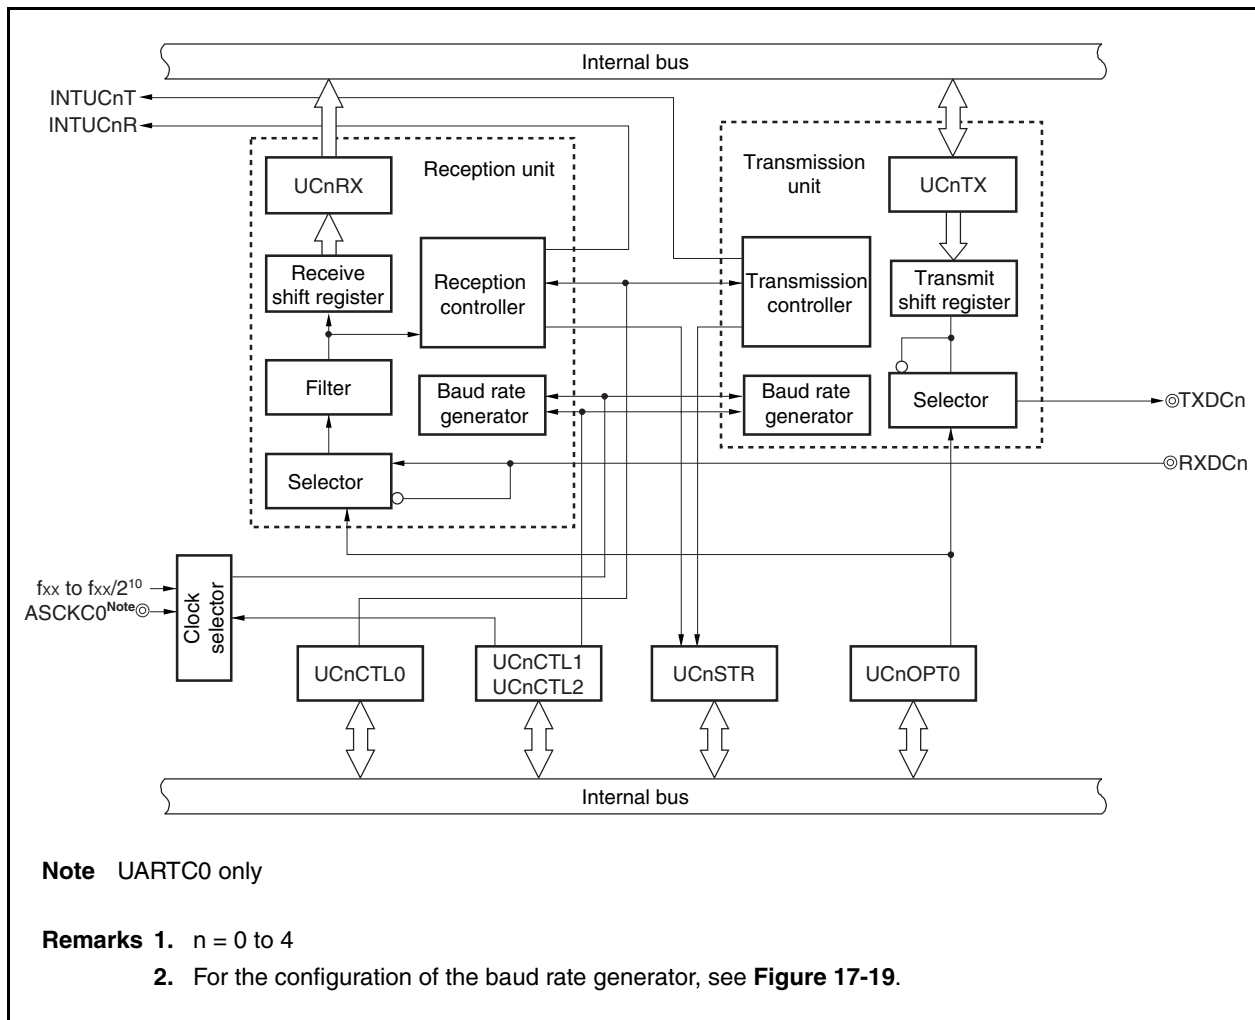 Internal bus
INTUCnT
INTUCnR
Reception unit
Transmission
unit
UCnRX
UCnTX
Receive
shift register
Reception
controller
Transmission
controller
Transmit
shift register
Filter
Baud rate
generator
Baud rate
generator
Selector
TXDCn
Selector
RXDCn
fxx to fxx/2¹⁰
ASCKC0Note
Clock
selector
UCnCTL0
UCnCTL1
UCnCTL2
UCnSTR
UCnOPT0
Internal bus
Note UARTC0 only
Remarks 1. n = 0 to 4
2. For the configuration of the baud rate generator, see Figure 17-19.